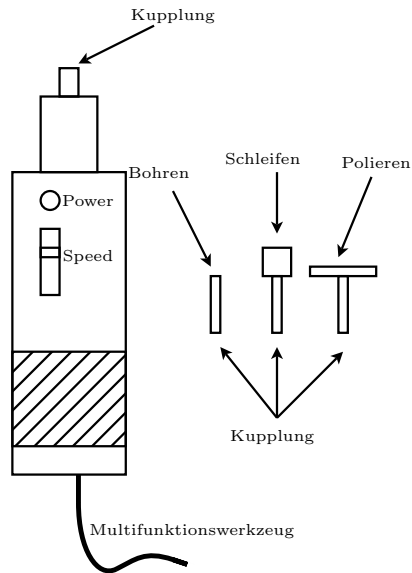 Kupplung
Bohren
Schleifen
Polieren
Power
Speed
Kupplung
Multifunktionswerkzeug